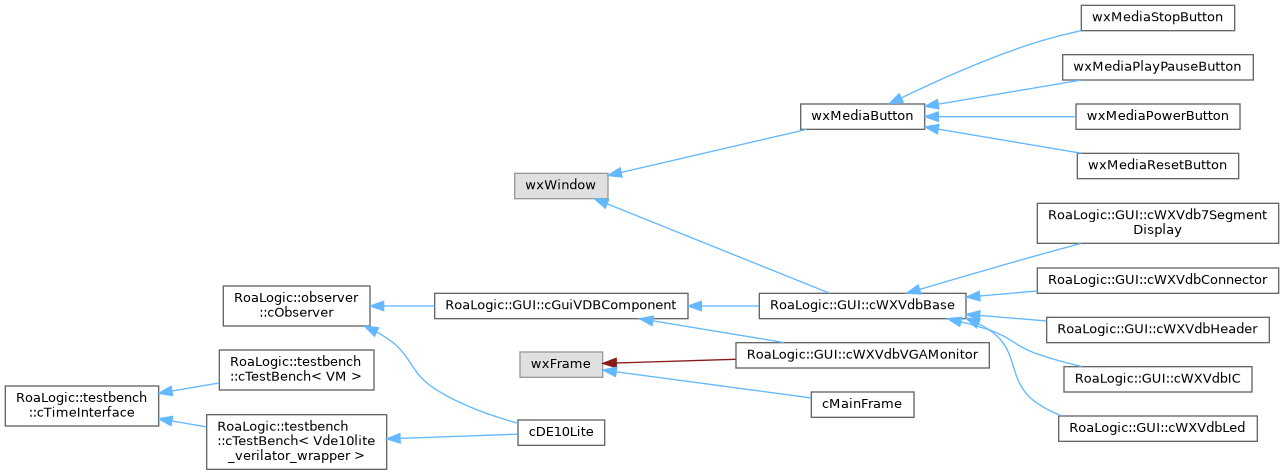 wxMediaStopButton
wxMediaPlayPauseButton
wxMediaButton
wxMediaPowerButton
wxMediaResetButton
wxWindow
RoaLogic::GUI::cWXVdb7Segment
Display
RoaLogic::GUI::cWXVdbConnector
RoaLogic::observer
::cObserver
RoaLogic::GUI::cGuiVDBComponent
RoaLogic::GUI::cWXVdbBase
RoaLogic::GUI::cWXVdbHeader
RoaLogic::GUI::cWXVdbVGAMonitor
wxFrame
RoaLogic::testbench
::cTestBench< VM >
RoaLogic::GUI::cWXVdbIC
RoaLogic::testbench
::cTimeInterface
cMainFrame
RoaLogic::testbench
::cTestBench< Vde10lite
_verilator_wrapper >
cDE10Lite
RoaLogic::GUI::cWXVdbLed